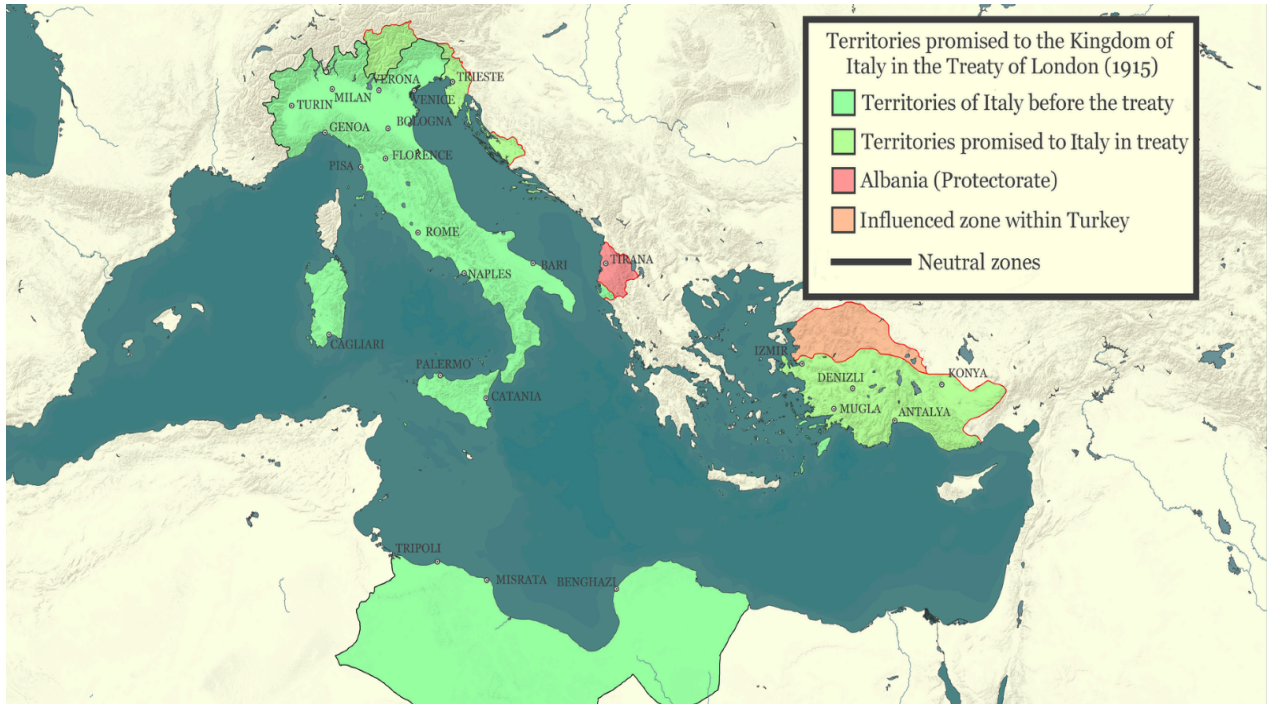 Territories promised to the Kingdom of
Italy in the Treaty of London (1915)
Territories of Italy before the treaty
Territories promised to Italy in treaty
Albania (Protectorate)
Influenced zone within Turkey
Neutral zones
VERONA
TRIESTE
MILAN
VENICE
TURIN
BOLOGNA
GENOA
FLORENCE
PISA
ROME
BARI
TIRANA
NAPLES
CAGLIARI
IZMIR
PALERMO
DENIZLI
KONYA
CATANIA
MUGLA
ANTALYA
TRIPOLI
MISRATA
BENGHAZI